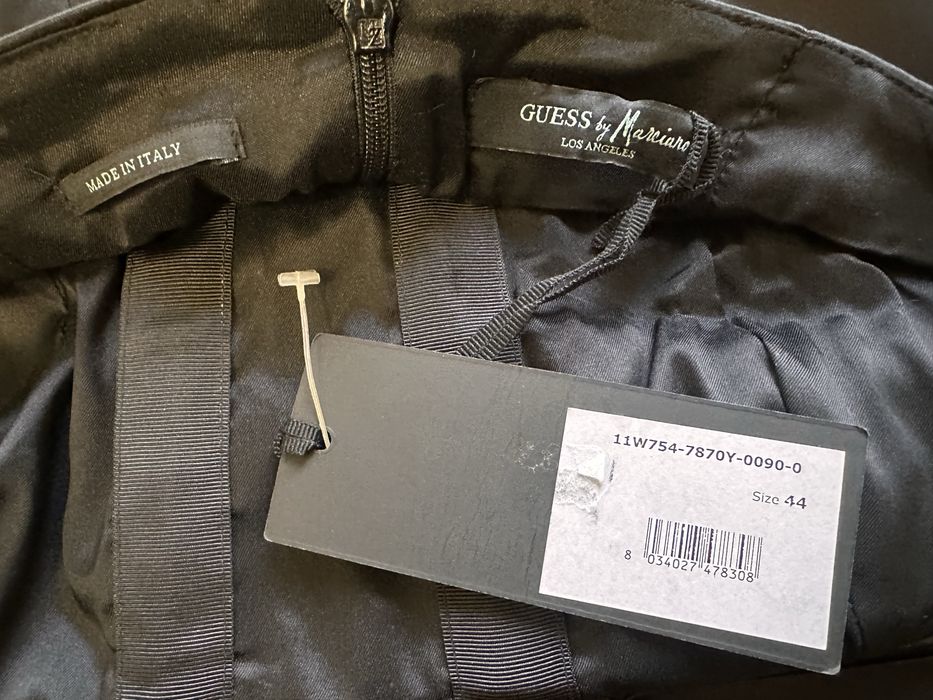 MADE IN ITALY
GUESS by Marciano
LOS ANGELES
11W754-7870Y-0090-0
Size 44
8 034027 478308